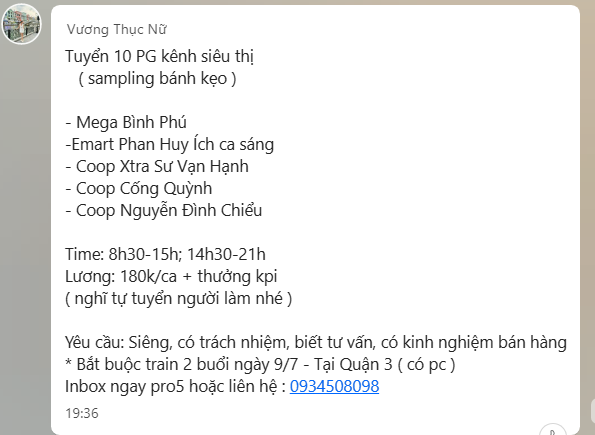 Vương Thục Nữ
Tuyển 10 PG kênh siêu thị
( sampling bánh kẹo )
- Mega Bình Phú
-Emart Phan Huy Ích ca sáng
- Coop Xtra Sư Vạn Hạnh
- Coop Cống Quỳnh
- Coop Nguyễn Đình Chiểu
Time: 8h30-15h; 14h30-21h
Lương: 180k/ca + thưởng kpi
( nghĩ tự tuyển người làm nhé )
Yêu cầu: Siêng, có trách nhiệm, biết tư vấn, có kinh nghiệm bán hàng
* Bắt buộc train 2 buổi ngày 9/7 - Tại Quận 3 ( có pc )
Inbox ngay pro5 hoặc liên hệ : 0934508098
19:36